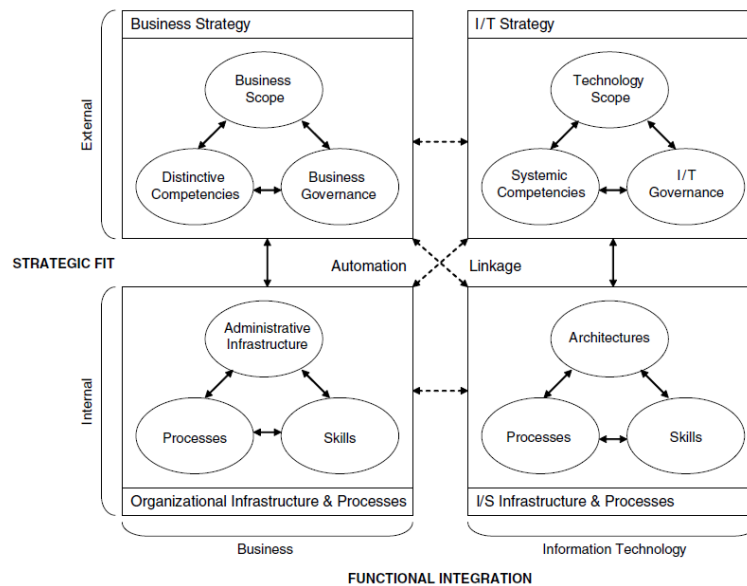 Business Strategy
I/T Strategy
Business
Scope
Technology
Scope
External
Distinctive
Competencies
Business
Governance
Systemic
Competencies
I/T
Governance
STRATEGIC FIT
Automation
Linkage
Administrative
Infrastructure
Architectures
Internal
Processes
Skills
Processes
Skills
Organizational Infrastructure & Processes
I/S Infrastructure & Processes
Business
Information Technology
FUNCTIONAL INTEGRATION